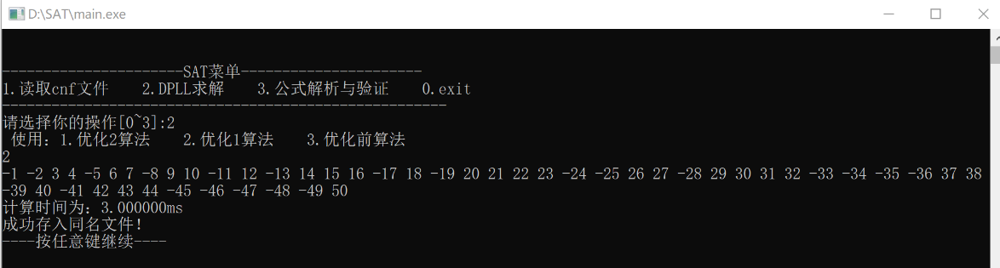 D:\SAT\main.exe
----------------------SAT菜单----------------------
1.读取cnf文件    2.DPLL求解    3.公式解析与验证    0.exit
------------------------------------------------------
请选择你的操作[0~3]:2
 使用：1.优化2算法    2.优化1算法    3.优化前算法
2
-1 -2 3 4 -5 6 7 -8 9 10 -11 12 -13 14 15 16 -17 18 -19 20 21 22 23 -24 -25 26 27 -28 29 30 31 32 -33 -34 -35 -36 37 38
-39 40 -41 42 43 44 -45 -46 -47 -48 -49 50
计算时间为：3.000000ms
成功存入同名文件！
----按任意键继续----